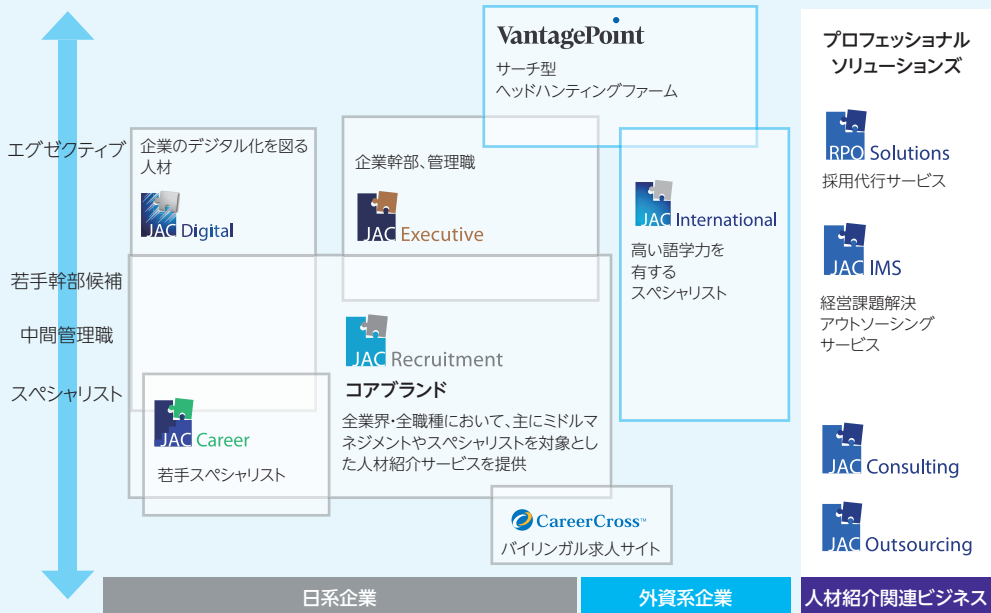 VantagePoint
サーチ型
ヘッドハンティングファーム
プロフェッショナル
ソリューションズ
エグゼクティブ
若手幹部候補
中間管理職
スペシャリスト
企業のデジタル化を図る
人材
JAC Digital
企業幹部、管理職
JAC Executive
JAC International
高い語学力を
有する
スペシャリスト
JAC Recruitment
コアブランド
全業界・全職種において、主にミドルマ
ネジメントやスペシャリストを対象とし
た人材紹介サービスを提供
JAC Career
若手スペシャリスト
CareerCross™
バイリンガル求人サイト
RPO Solutions
採用代行サービス
JAC IMS
経営課題解決
アウトソーシング
サービス
JAC Consulting
JAC Outsourcing
日系企業
外資系企業
人材紹介関連ビジネス